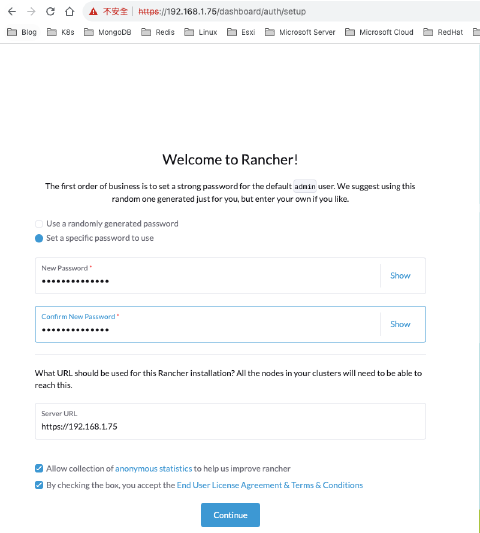 不安全 | https://192.168.1.75/dashboard/auth/setup
Blog K8s MongoDB Redis Linux Esxi Microsoft Server Microsoft Cloud RedHat
Welcome to Rancher!
The first order of business is to set a strong password for the default admin user. We suggest using this
random one generated just for you, but enter your own if you like.
Use a randomly generated password
Set a specific password to use
New Password *
•••••••••••••• Show
Confirm New Password *
•••••••••••••• Show
What URL should be used for this Rancher installation? All the nodes in your clusters will need to be able to
reach this.
Server URL
https://192.168.1.75
Allow collection of anonymous statistics to help us improve rancher
By checking the box, you accept the End User License Agreement & Terms & Conditions
Continue